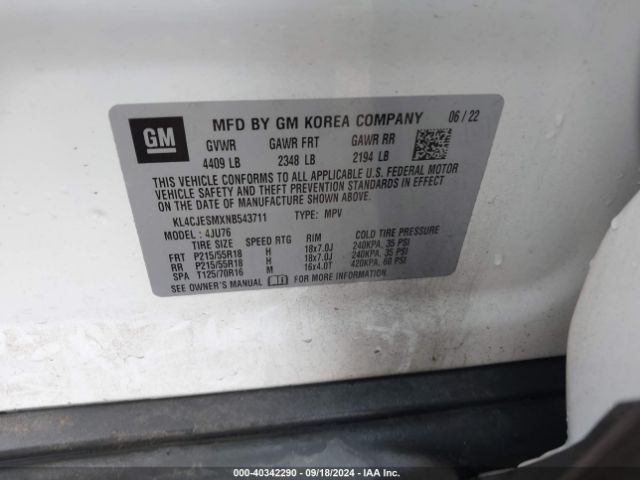 GM
MFD BY GM KOREA COMPANY 06 / 22
GVWR GAWR FRT GAWR RR
4409 LB 2348 LB 2194 LB
THIS VEHICLE CONFORMS TO ALL APPLICABLE U.S. FEDERAL MOTOR
VEHICLE SAFETY AND THEFT PREVENTION STANDARDS IN EFFECT
ON THE DATE OF MANUFACTURE SHOWN ABOVE.
KL4CJESMXNB543711 TYPE: MPV
MODEL: 4JU76
TIRE SIZE SPEED RTG RIM COLD TIRE PRESSURE
FRT P215/55R18 H 18x7.0J 240KPA, 35 PSI
RR P215/55R18 H 18x7.0J 240KPA, 35 PSI
SPA T125/70R16 M 16x4.0T 420KPA, 60 PSI
SEE OWNER'S MANUAL FOR MORE INFORMATION.
000-40342290 - 09/18/2024 - IAA Inc.